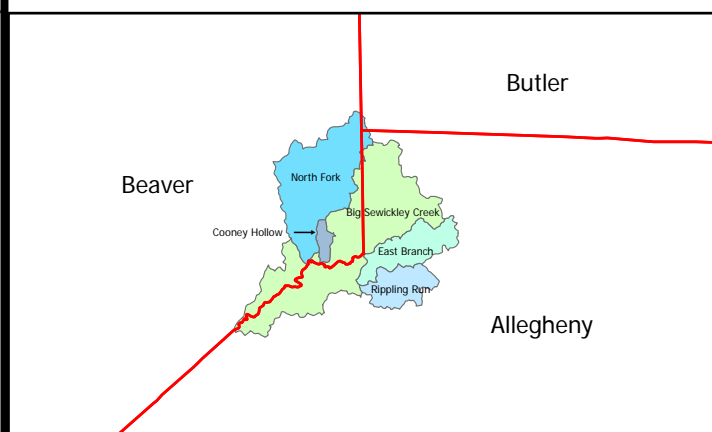 Butler
Beaver
North Fork
Big Sewickley Creek
Cooney Hollow
East Branch
Rippling Run
Allegheny